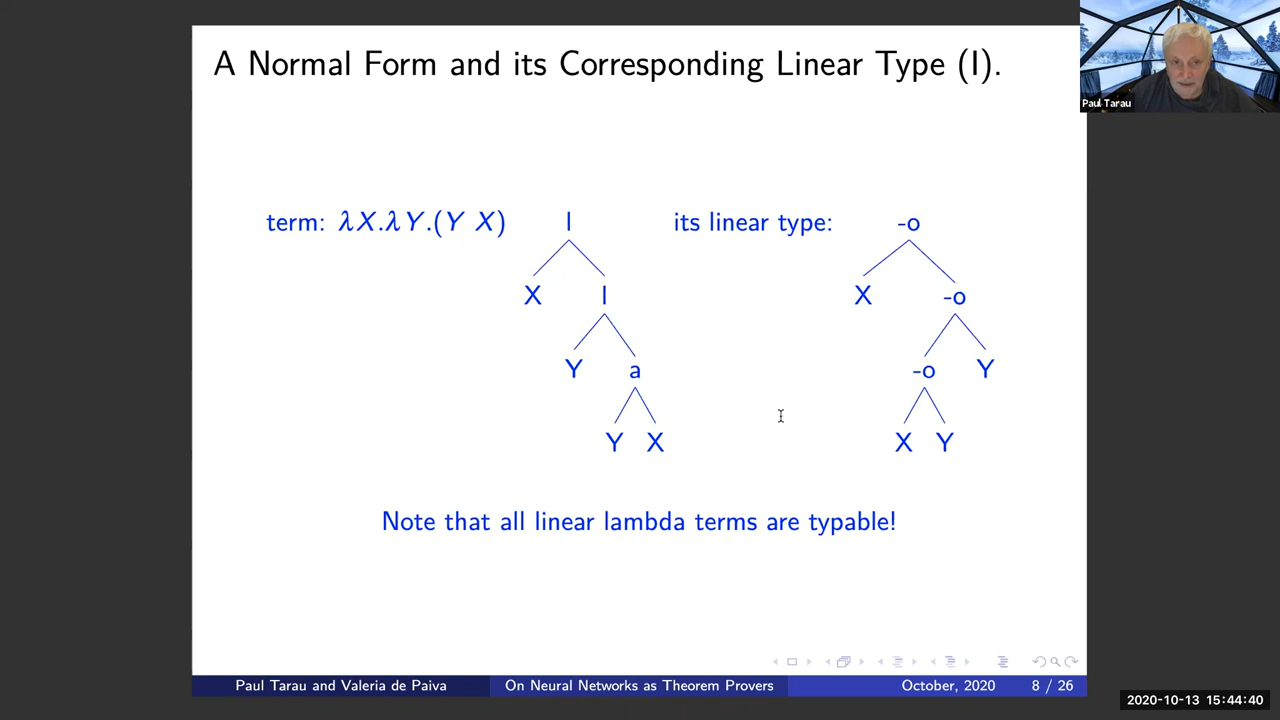 A Normal Form and its Corresponding Linear Type (I).
Paul Tarau
term: λX.λY.(Y X) l its linear type: -o
X l X -o
Y a -o Y
Y X X Y
Note that all linear lambda terms are typable!
Paul Tarau and Valeria de Paiva On Neural Networks as Theorem Provers October, 2020 8 / 26
2020-10-13 15:44:40